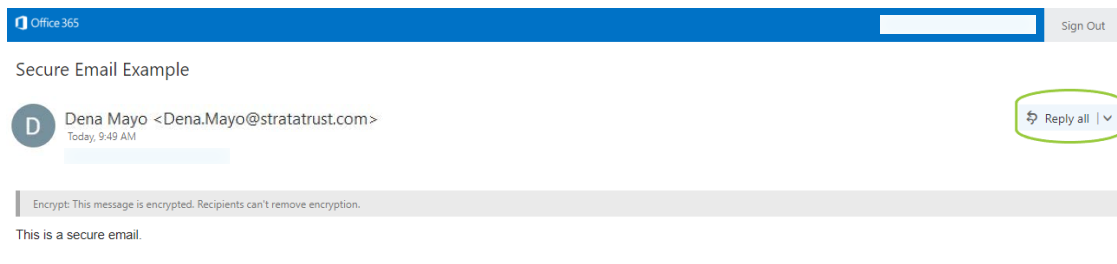 Office 365
Sign Out
Secure Email Example
D
Dena Mayo <Dena.Mayo@stratatrust.com>
Reply all
Today, 9:49 AM
Encrypt: This message is encrypted. Recipients can't remove encryption.
This is a secure email.